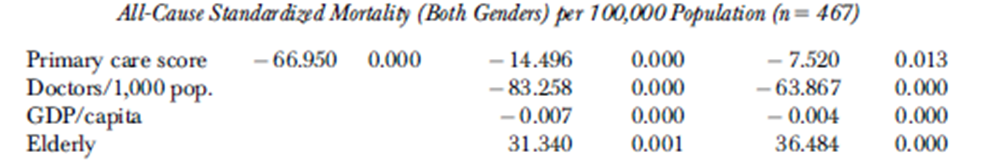 All-Cause Standardized Mortality (Both Genders) per 100,000 Population (n = 467)
Primary care score − 66.950 0.000 − 14.496 0.000 − 7.520 0.013
Doctors/1,000 pop. − 83.258 0.000 − 63.867 0.000
GDP/capita − 0.007 0.000 − 0.004 0.000
Elderly 31.340 0.001 36.484 0.000